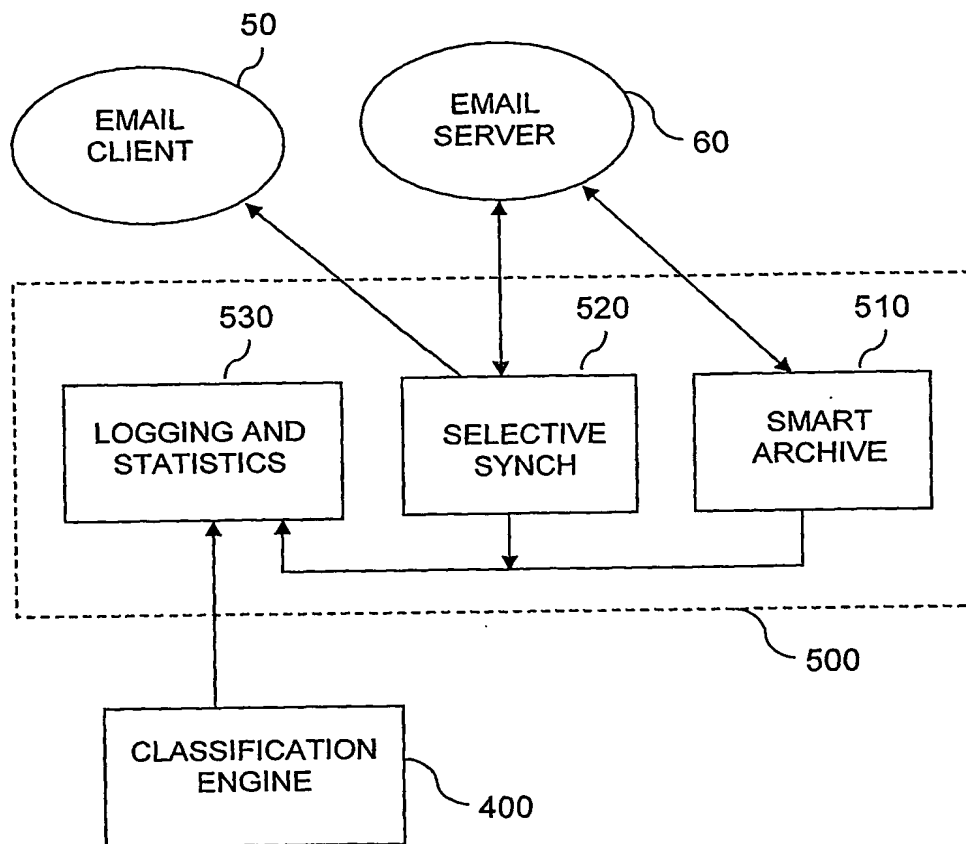 50
EMAIL
CLIENT
EMAIL
SERVER
60
530
520
510
LOGGING AND
STATISTICS
SELECTIVE
SYNCH
SMART
ARCHIVE
500
CLASSIFICATION
ENGINE
400